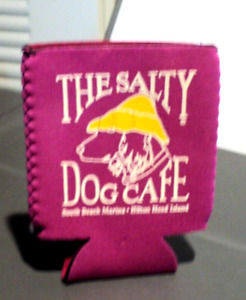 THE SALTY
DOG CAFE
South Beach Marina • Hilton Head Island